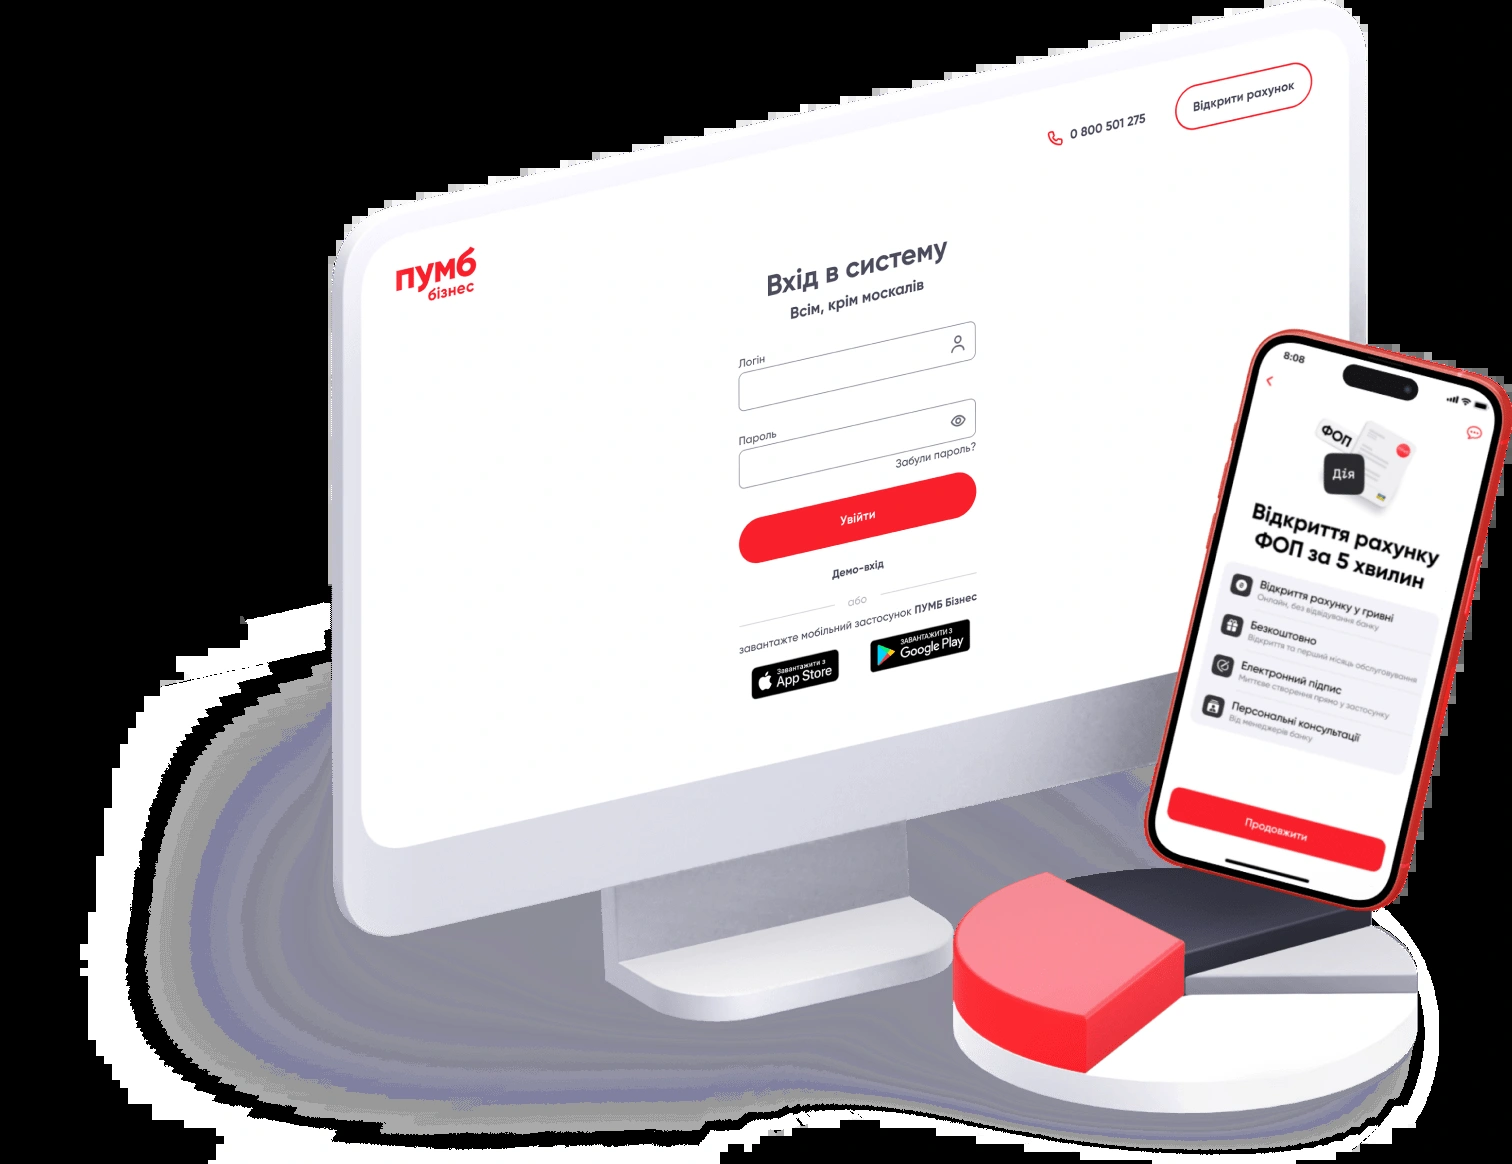 0 800 501 275
Відкрити рахунок
пумб
бізнес
Вхід в систему
Всім, крім москалів
Логін
Пароль
Забули пароль?
Увійти
Демо-вхід
або
завантажте мобільний застосунок ПУМБ Бізнес
Завантажити з
App Store
ЗАВАНТАЖИТИ З
Google Play
8:08
ФОП
Дія
Відкриття рахунку
ФОП за 5 хвилин
Відкриття рахунку у гривні
Онлайн, без відвідування банку
Безкоштовно
Відкриття та перший місяць обслуговування
Електронний підпис
Миттєве створення прямо у застосунку
Персональні консультації
Від менеджерів банку
Продовжити